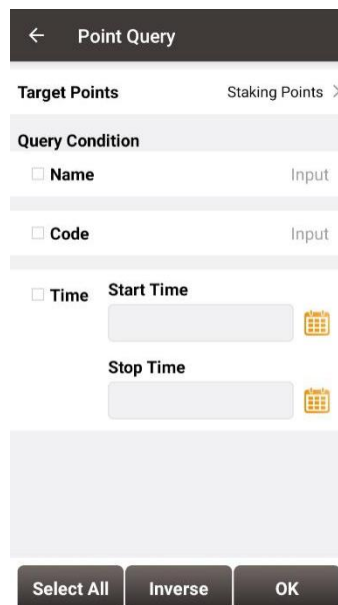 Point Query
Target Points Staking Points
Query Condition
Name Input
Code Input
Time Start Time
Stop Time
Select All Inverse OK